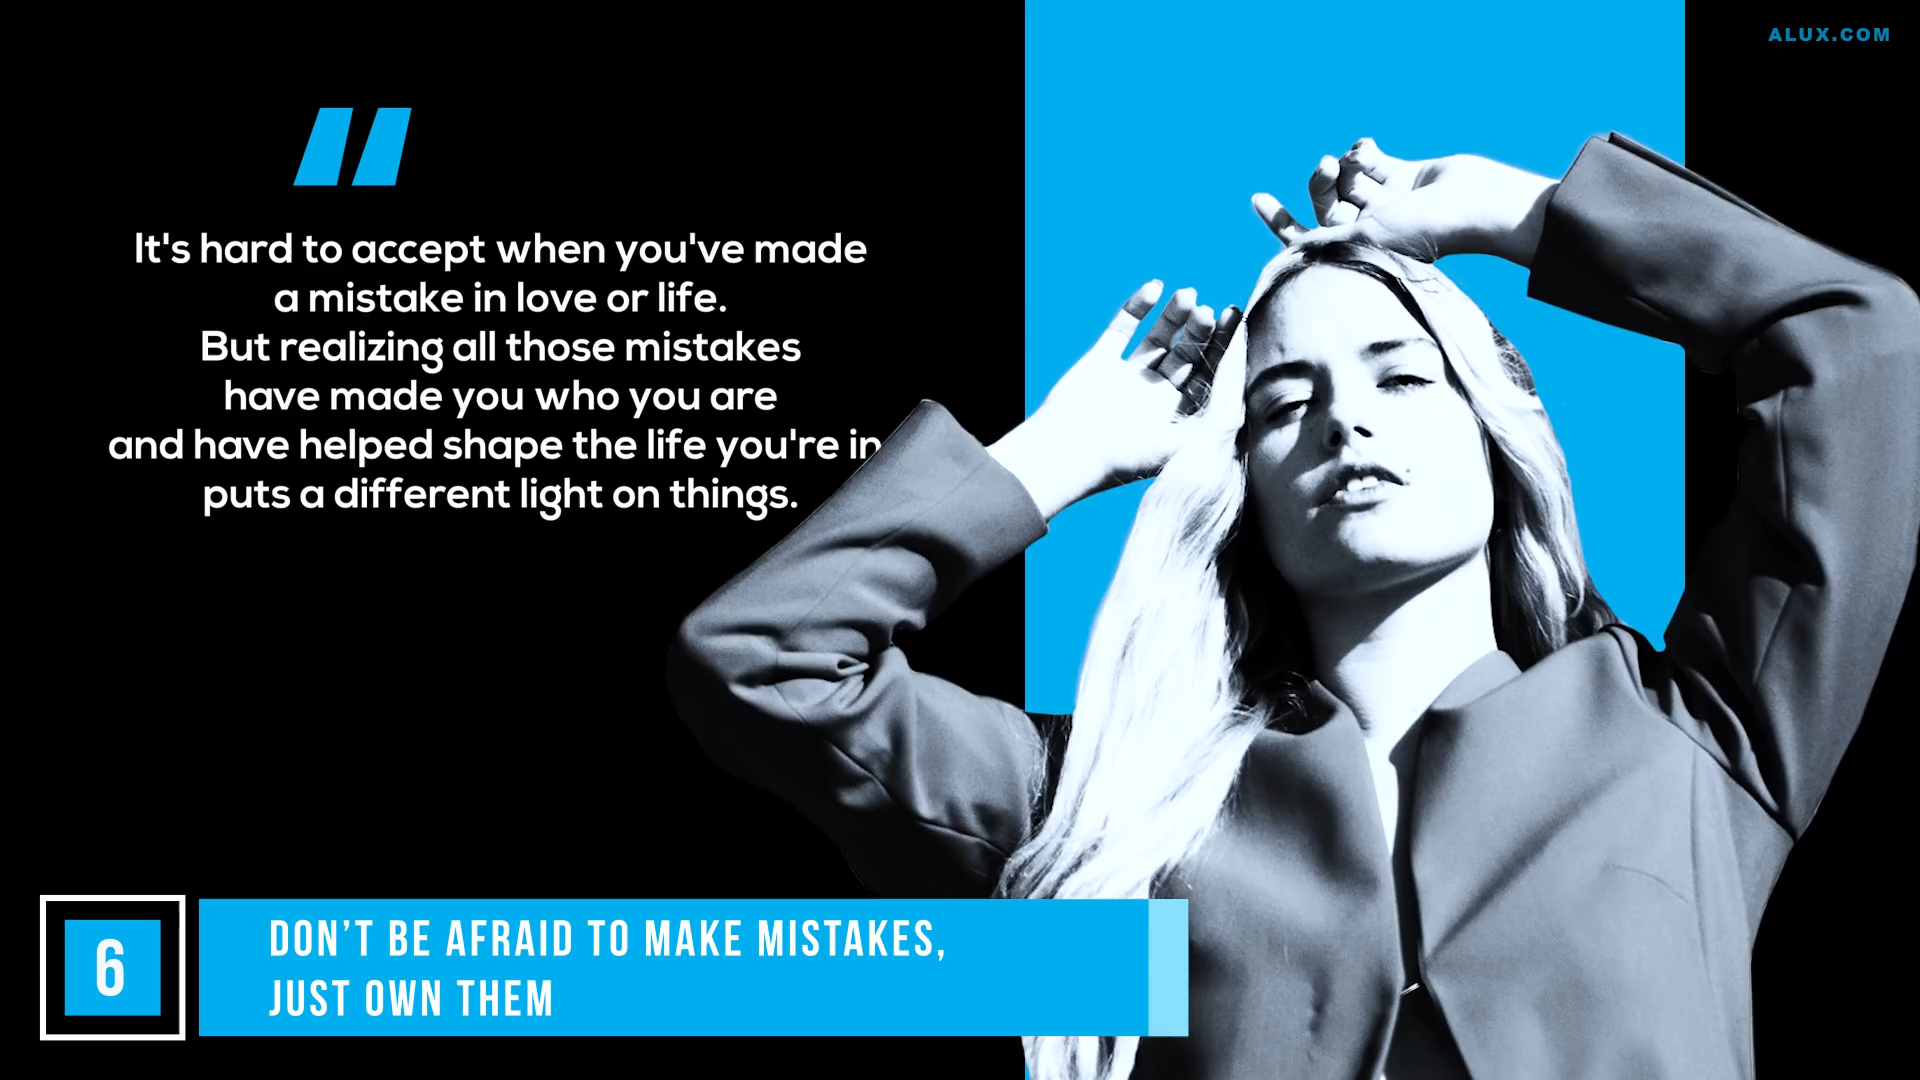 ALUX.COM
It's hard to accept when you've made
a mistake in love or life.
But realizing all those mistakes
have made you who you are
and have helped shape the life you're in
puts a different light on things.
6
DON'T BE AFRAID TO MAKE MISTAKES,
JUST OWN THEM